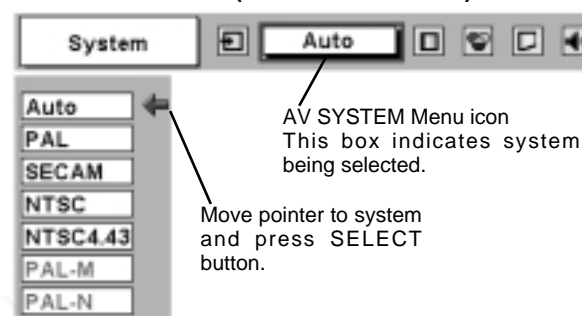 System
Auto
Auto
PAL
SECAM
NTSC
NTSC4.43
PAL-M
PAL-N
AV SYSTEM Menu icon
This box indicates system
being selected.
Move pointer to system
and press SELECT
button.